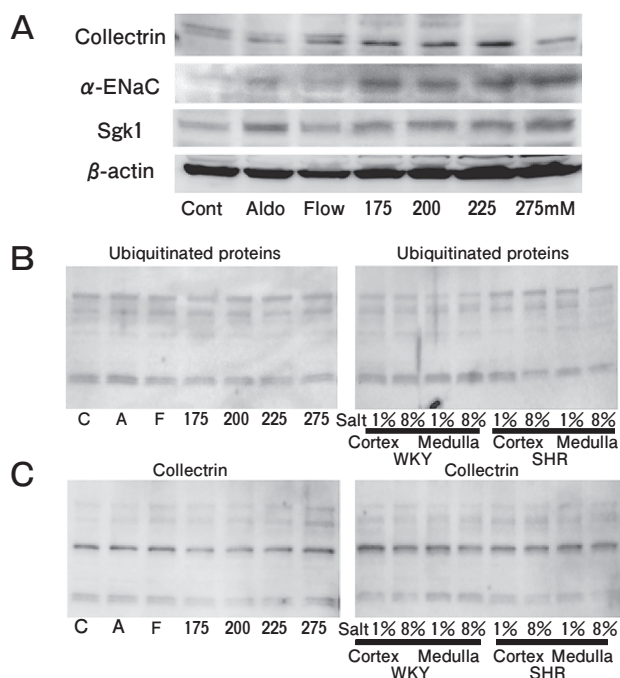 A
Collectrin
α-ENaC
Sgk1
β-actin
Cont Aldo Flow 175 200 225 275mM
B
Ubiquitinated proteins Ubiquitinated proteins
C A F 175 200 225 275 Salt 1% 8% 1% 8% 1% 8% 1% 8%
Cortex Medulla Cortex Medulla
WKY SHR
C
Collectrin Collectrin
C A F 175 200 225 275 Salt 1% 8% 1% 8% 1% 8% 1% 8%
Cortex Medulla Cortex Medulla
WKY SHR